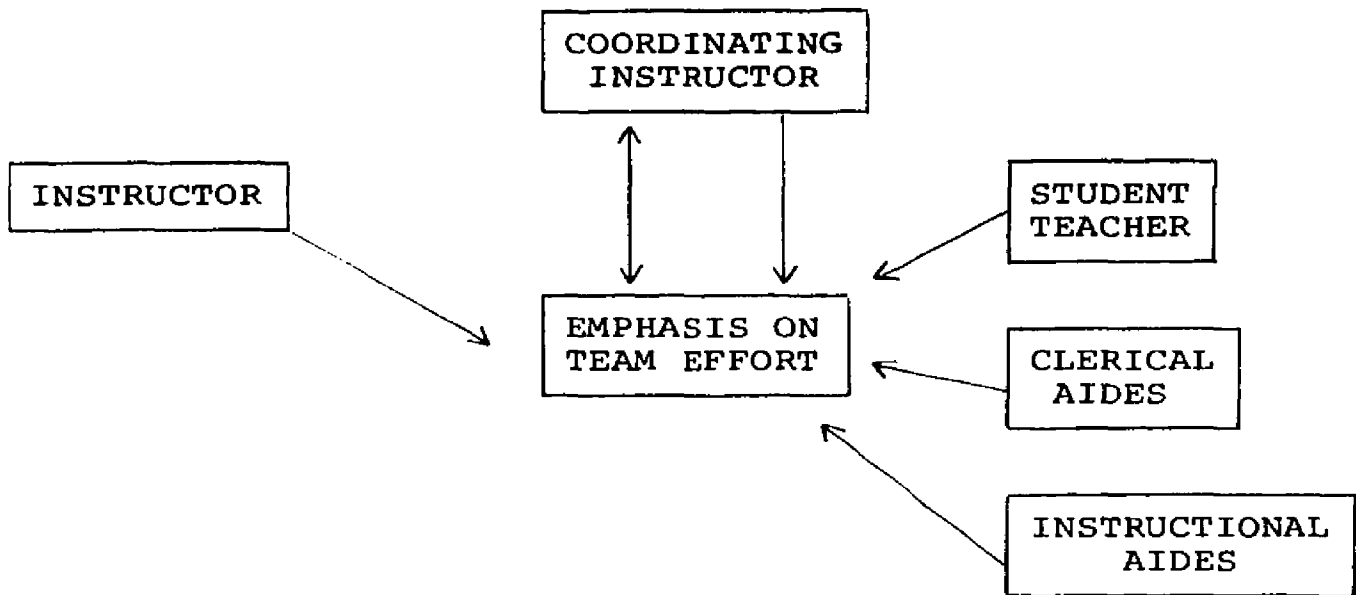 COORDINATING
INSTRUCTOR
INSTRUCTOR
STUDENT
TEACHER
EMPHASIS ON
TEAM EFFORT
CLERICAL
AIDES
INSTRUCTIONAL
AIDES